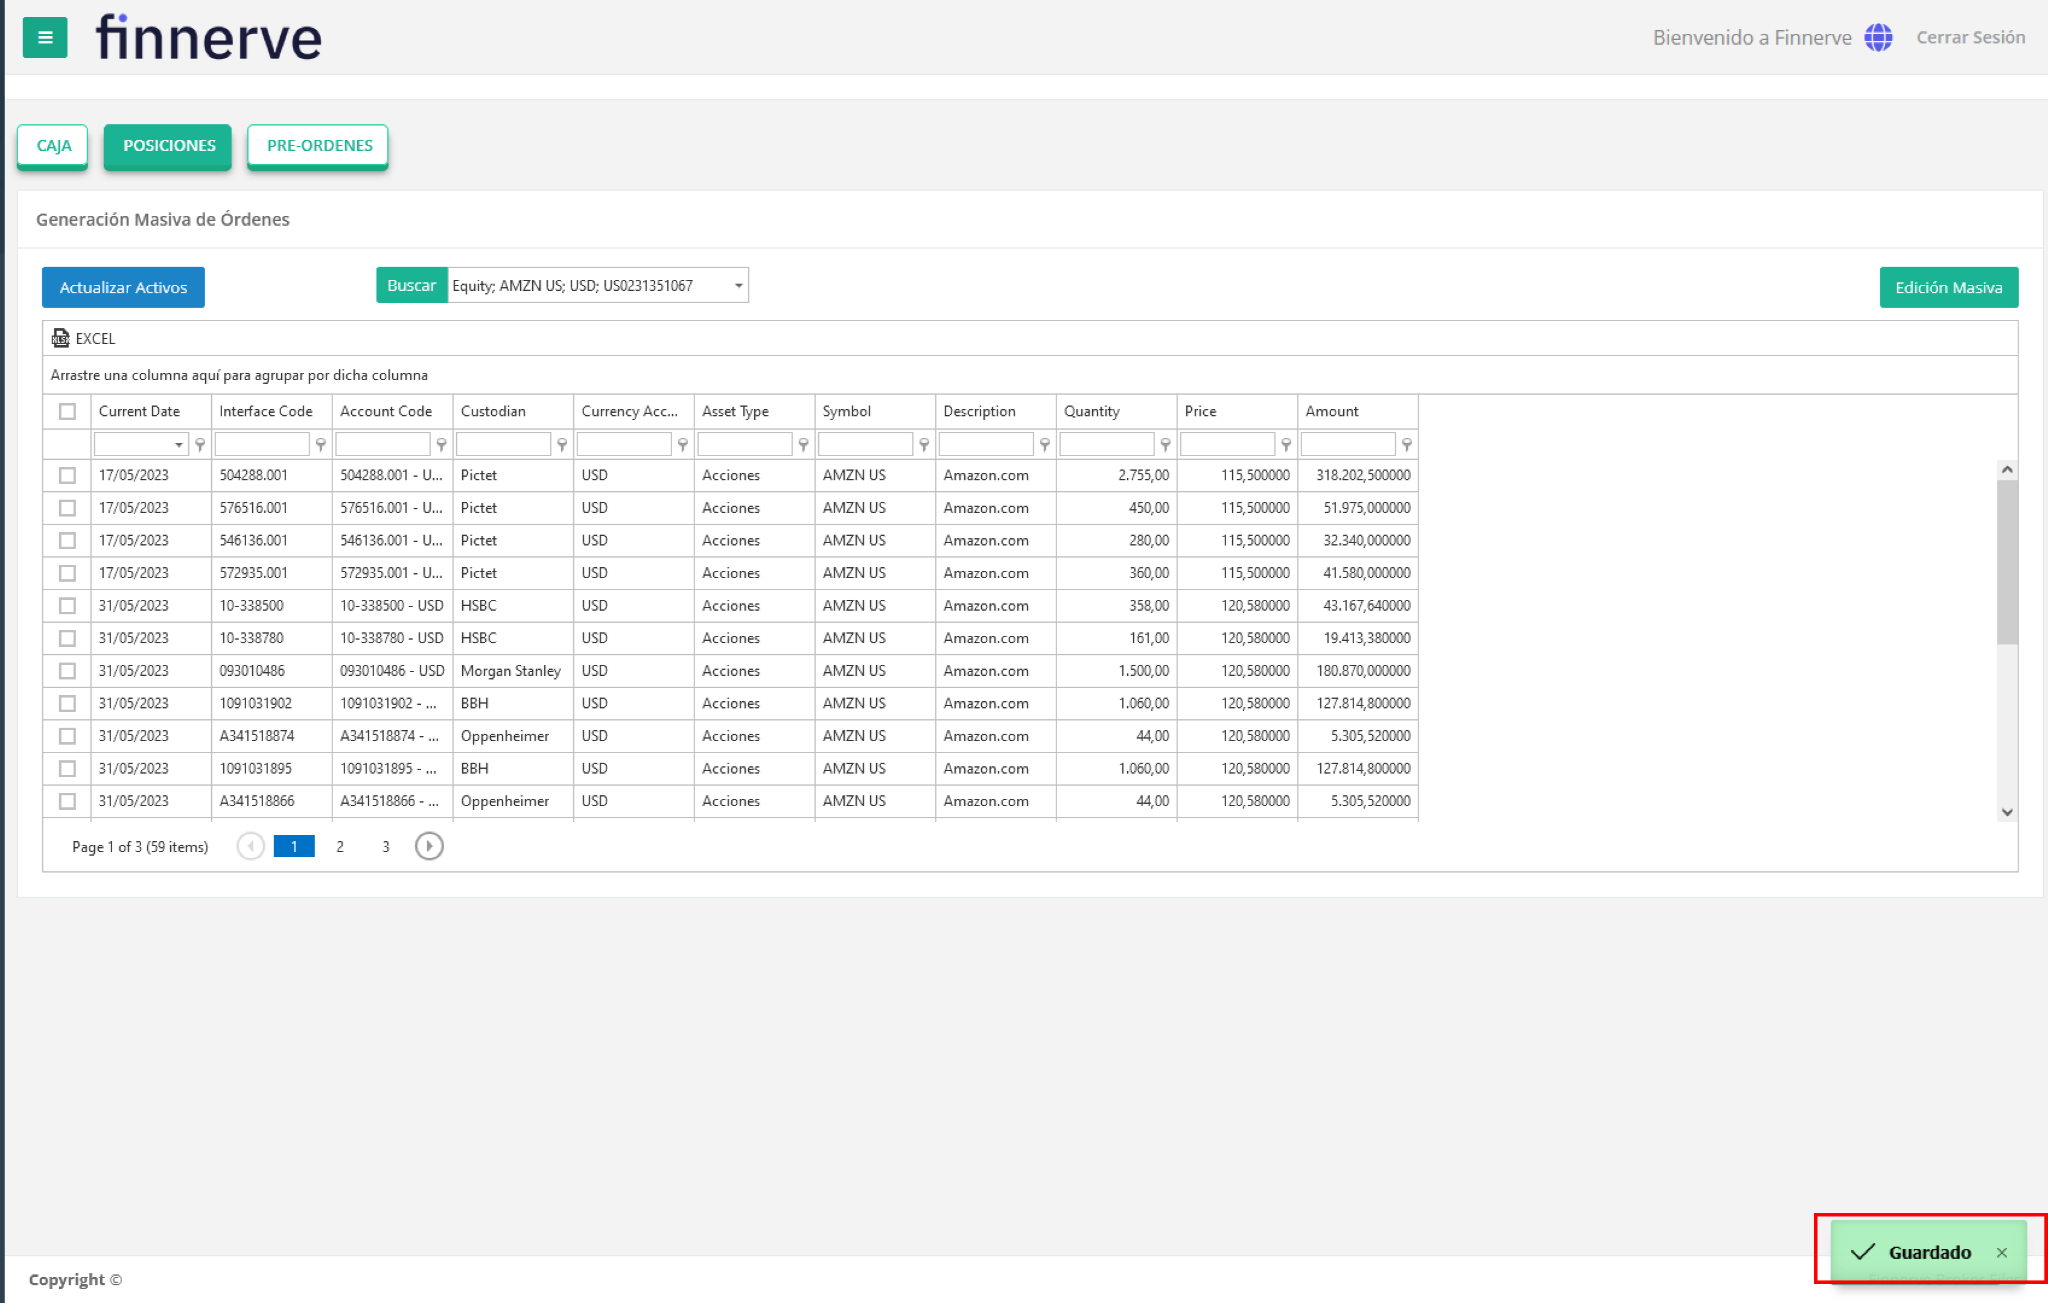 finnerve
Bienvenido a Finnerve Cerrar Sesión
CAJA POSICIONES PRE-ORDENES
Generación Masiva de Órdenes
Actualizar Activos Buscar Equity; AMZN US; USD; US0231351067 Edición Masiva
XLSX EXCEL
Arrastre una columna aquí para agrupar por dicha columna
Current Date Interface Code Account Code Custodian Currency Acc... Asset Type Symbol Description Quantity Price Amount
17/05/2023 504288.001 504288.001 - U... Pictet USD Acciones AMZN US Amazon.com 2.755,00 115,500000 318.202,500000
17/05/2023 576516.001 576516.001 - U... Pictet USD Acciones AMZN US Amazon.com 450,00 115,500000 51.975,000000
17/05/2023 546136.001 546136.001 - U... Pictet USD Acciones AMZN US Amazon.com 280,00 115,500000 32.340,000000
17/05/2023 572935.001 572935.001 - U... Pictet USD Acciones AMZN US Amazon.com 360,00 115,500000 41.580,000000
31/05/2023 10-338500 10-338500 - USD HSBC USD Acciones AMZN US Amazon.com 358,00 120,580000 43.167,640000
31/05/2023 10-338780 10-338780 - USD HSBC USD Acciones AMZN US Amazon.com 161,00 120,580000 19.413,380000
31/05/2023 093010486 093010486 - USD Morgan Stanley USD Acciones AMZN US Amazon.com 1.500,00 120,580000 180.870,000000
31/05/2023 1091031902 1091031902 - ... BBH USD Acciones AMZN US Amazon.com 1.060,00 120,580000 127.814,800000
31/05/2023 A341518874 A341518874 - ... Oppenheimer USD Acciones AMZN US Amazon.com 44,00 120,580000 5.305,520000
31/05/2023 1091031895 1091031895 - ... BBH USD Acciones AMZN US Amazon.com 1.060,00 120,580000 127.814,800000
31/05/2023 A341518866 A341518866 - ... Oppenheimer USD Acciones AMZN US Amazon.com 44,00 120,580000 5.305,520000
Page 1 of 3 (59 items) 1 2 3
Guardado ×
Copyright ©